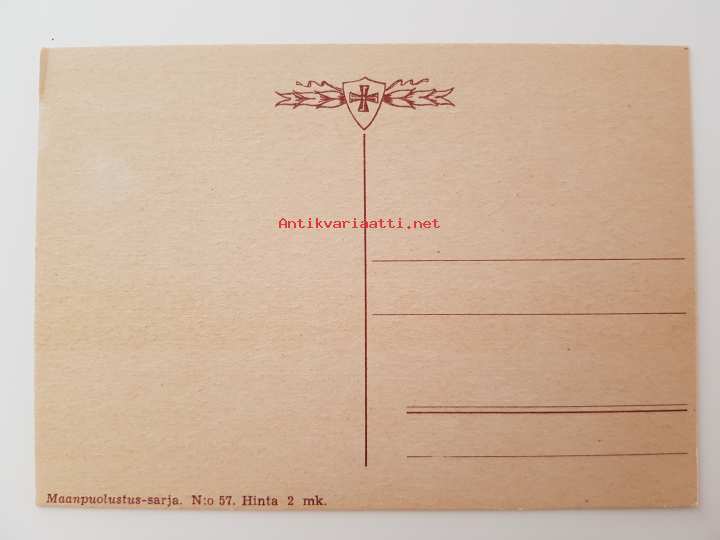 Antikvariaatti.net
Maanpuolustus-sarja. N:o 57. Hinta 2 mk.